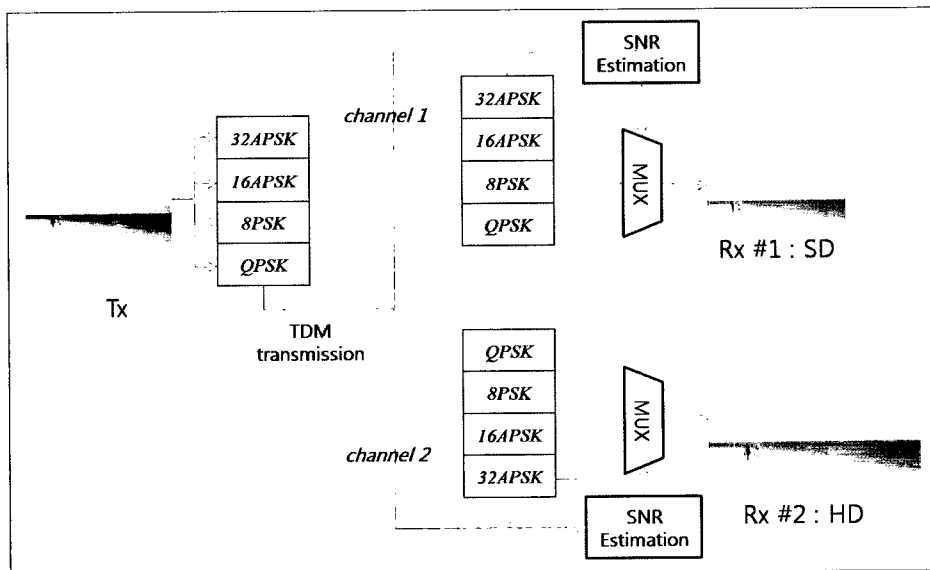 SNR
Estimation
channel 1
32APSK
16APSK
8PSK
QPSK
MUX
Rx #1 : SD
32APSK
16APSK
8PSK
QPSK
Tx
TDM
transmission
QPSK
8PSK
16APSK
32APSK
MUX
channel 2
SNR
Estimation
Rx #2 : HD